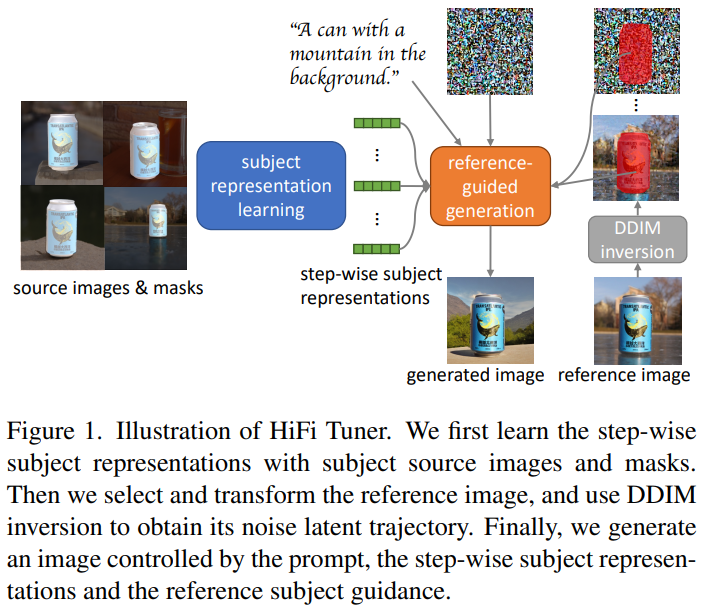 “A can with a
mountain in the
background.”
subject
representation
learning
reference-
guided
generation
DDIM
inversion
source images & masks
step-wise subject
representations
generated image
reference image
Figure 1. Illustration of HiFi Tuner. We first learn the step-wise
subject representations with subject source images and masks.
Then we select and transform the reference image, and use DDIM
inversion to obtain its noise latent trajectory. Finally, we generate
an image controlled by the prompt, the step-wise subject represen-
tations and the reference subject guidance.